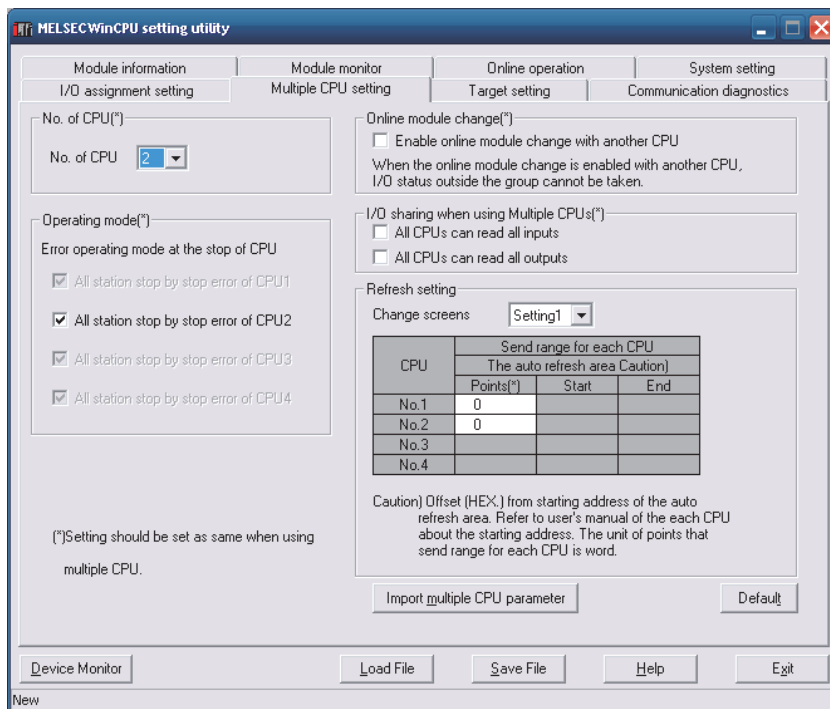 MELSECWinCPU setting utility
Module information Module monitor Online operation System setting
I/O assignment setting Multiple CPU setting Target setting Communication diagnostics
No. of CPU(*)
No. of CPU 2
Operating mode(*)
Error operating mode at the stop of CPU
All station stop by stop error of CPU1
All station stop by stop error of CPU2
All station stop by stop error of CPU3
All station stop by stop error of CPU4
(*)Setting should be set as same when using
multiple CPU.
Online module change(*)
Enable online module change with another CPU
When the online module change is enabled with another CPU,
I/O status outside the group cannot be taken.
I/O sharing when using Multiple CPUs(*)
All CPUs can read all inputs
All CPUs can read all outputs
Refresh setting
Change screens Setting1
CPU
Send range for each CPU
The auto refresh area Caution)
Points(*) Start End
No.1 0
No.2 0
No.3
No.4
Caution) Offset (HEX.) from starting address of the auto
refresh area. Refer to user's manual of the each CPU
about the starting address. The unit of points that
send range for each CPU is word.
Import multiple CPU parameter Default
Device Monitor Load File Save File Help Exit
New